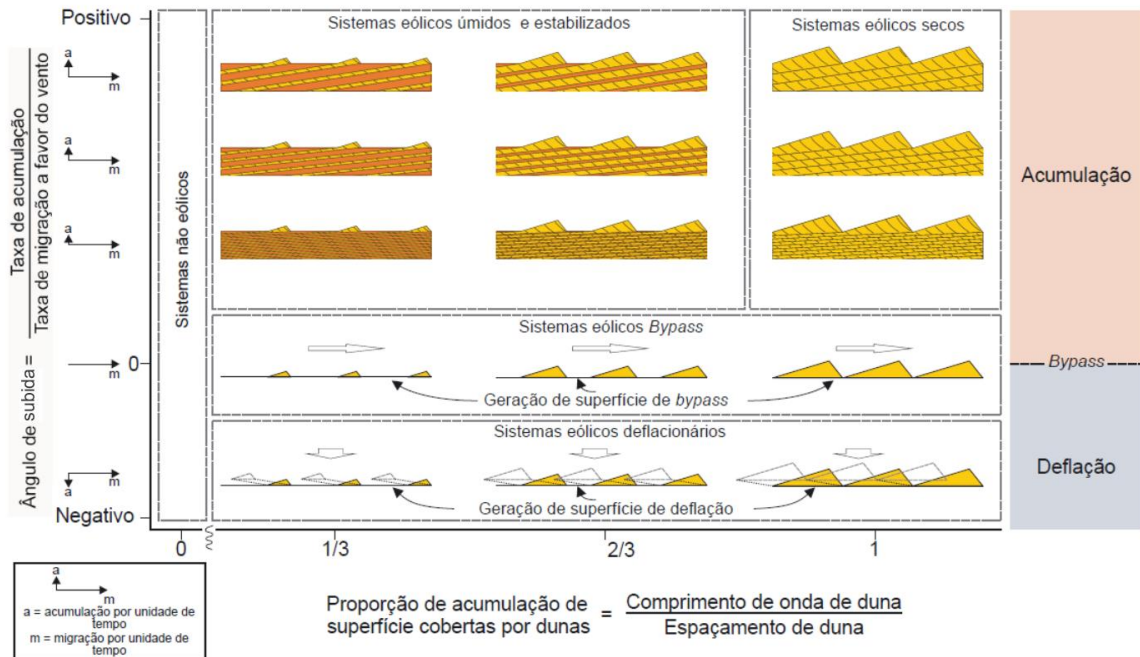 Positivo
Sistemas eólicos úmidos e estabilizados
Sistemas eólicos secos
a
m
a
m
a
m
Taxa de acumulação
Taxa de migração a favor do vento
Ângulo de subida =
Sistemas não eólicos
Acumulação
Sistemas eólicos Bypass
0
m
Geração de superfície de bypass
Bypass
Sistemas eólicos deflacionários
m
a
Geração de superfície de deflação
Deflação
Negativo
0
1/3
2/3
1
a
m
a = acumulação por unidade de
tempo
m = migração por unidade de
tempo
Proporção de acumulação de
superfície cobertas por dunas
=
Comprimento de onda de duna
Espaçamento de duna